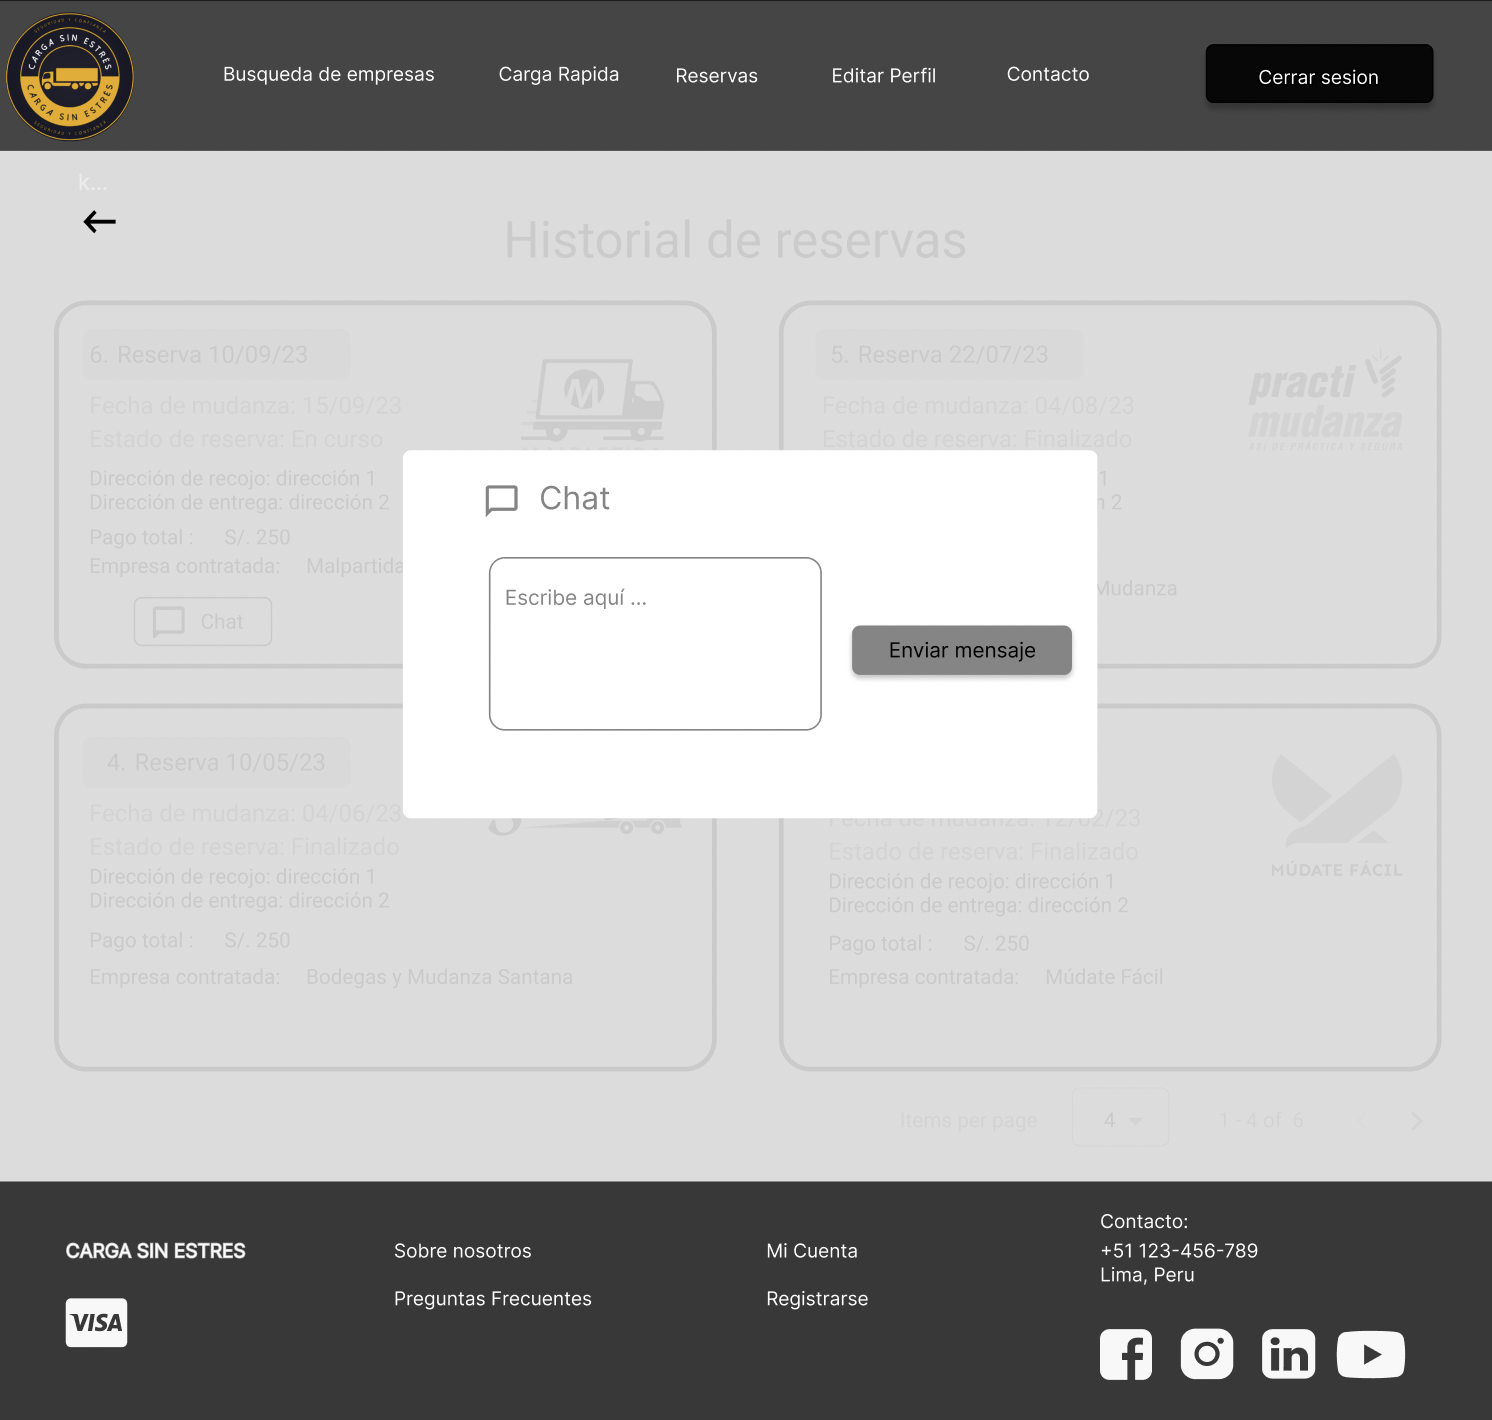 CARGA SIN ESTRÉS
CARGA SIN ESTRÉS
Busqueda de empresas
Carga Rapida
Reservas
Editar Perfil
Contacto
Cerrar sesion
k...
Historial de reservas
6. Reserva 10/09/23
Fecha de mudanza: 15/09/23
Estado de reserva: En curso
Dirección de recojo: dirección 1
Dirección de entrega: dirección 2
Pago total : S/. 250
Empresa contratada: Malpartida
Chat
5. Reserva 22/07/23
Fecha de mudanza: 04/08/23
Estado de reserva: Finalizado
1
2
Mudanza
practi
mudanza
ASI DE PRACTICA Y SEGURA
Chat
Escribe aquí ...
Enviar mensaje
4. Reserva 10/05/23
Fecha de mudanza: 04/06/23
Estado de reserva: Finalizado
Dirección de recojo: dirección 1
Dirección de entrega: dirección 2
Pago total : S/. 250
Empresa contratada: Bodegas y Mudanza Santana
Fecha de mudanza: 12/02/23
Estado de reserva: Finalizado
Dirección de recojo: dirección 1
Dirección de entrega: dirección 2
Pago total : S/. 250
Empresa contratada: Múdate Fácil
MÚDATE FÁCIL
Items per page
4
1 - 4 of 6
CARGA SIN ESTRES
VISA
Sobre nosotros
Preguntas Frecuentes
Mi Cuenta
Registrarse
Contacto:
+51 123-456-789
Lima, Peru